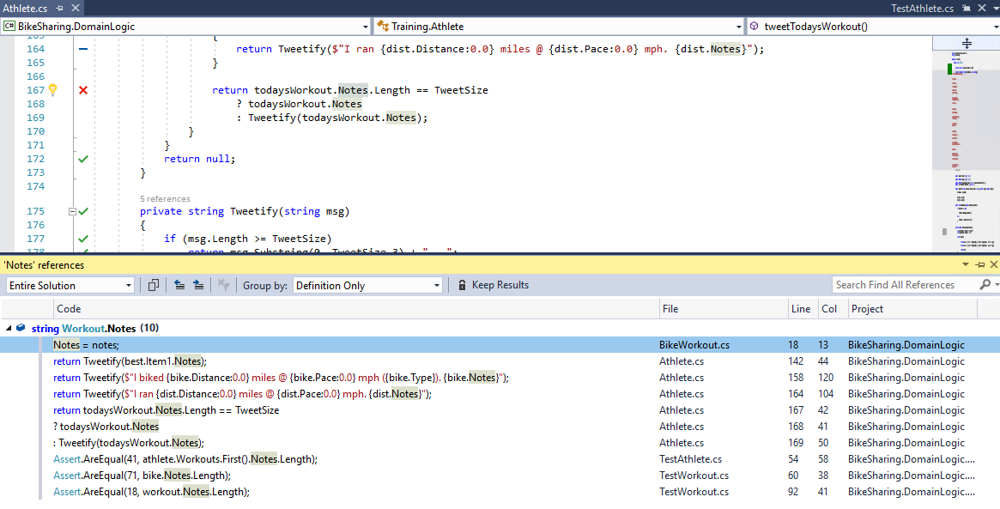 Athlete.cs
TestAthlete.cs
C# BikeSharing.DomainLogic
Training.Athlete
tweetTodaysWorkout()
163 {
164 return Tweetify($"I ran {dist.Distance:0.0} miles @ {dist.Pace:0.0} mph. {dist.Notes}");
165 }
166
167 return todaysWorkout.Notes.Length == TweetSize
168 ? todaysWorkout.Notes
169 : Tweetify(todaysWorkout.Notes);
170 }
171 }
172 return null;
173 }
174
5 references
175 private string Tweetify(string msg)
176 {
177 if (msg.Length >= TweetSize)
178 return msg.Substring(0, TweetSize-3) + "...";
'Notes' references
Entire Solution
Group by: Definition Only
Keep Results
Search Find All References
Code File Line Col Project
string Workout.Notes (10)
Notes = notes; BikeWorkout.cs 18 13 BikeSharing.DomainLogic
return Tweetify(best.Item1.Notes); Athlete.cs 142 44 BikeSharing.DomainLogic
return Tweetify($"I biked {bike.Distance:0.0} miles @ {bike.Pace:0.0} mph ({bike.Type}). {bike.Notes}"); Athlete.cs 158 120 BikeSharing.DomainLogic
return Tweetify($"I ran {dist.Distance:0.0} miles @ {dist.Pace:0.0} mph. {dist.Notes}"); Athlete.cs 164 104 BikeSharing.DomainLogic
return todaysWorkout.Notes.Length == TweetSize Athlete.cs 167 42 BikeSharing.DomainLogic
? todaysWorkout.Notes Athlete.cs 168 41 BikeSharing.DomainLogic
: Tweetify(todaysWorkout.Notes); Athlete.cs 169 50 BikeSharing.DomainLogic
Assert.AreEqual(41, athlete.Workouts.First().Notes.Length); TestAthlete.cs 54 58 BikeSharing.DomainLogic....
Assert.AreEqual(71, bike.Notes.Length); TestWorkout.cs 60 38 BikeSharing.DomainLogic....
Assert.AreEqual(18, workout.Notes.Length); TestWorkout.cs 92 41 BikeSharing.DomainLogic....